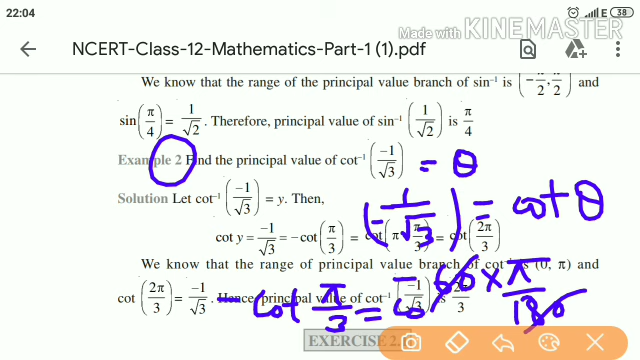 22:04 E 38
Made with KINEMASTER
NCERT-Class-12-Mathematics-Part-1 (1).pdf
We know that the range of the principal value branch of sin⁻¹ is (-π/2, π/2) and
sin(π/4) = 1/√2. Therefore, principal value of sin⁻¹(1/√2) is π/4
Example 2 Find the principal value of cot⁻¹(-1/√3) = θ
Solution Let cot⁻¹(-1/√3) = y. Then,
(-1/√3) = cot θ
cot y = -1/√3 = -cot(π/3) = cot(π - π/3) = cot(2π/3)
We know that the range of principal value branch of cot⁻¹ is (0, π) and
cot(2π/3) = -1/√3. Hence, principal value of cot⁻¹(-1/√3) is 2π/3
cot π/3 = 60 × π/180
EXERCISE 2.